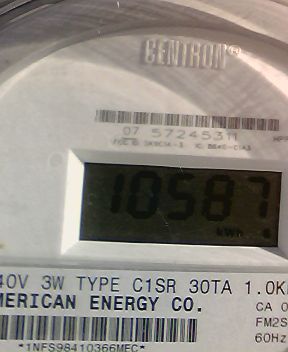 CENTRON®
07 57245311
10587
kWh
40V 3W TYPE C1SR 30TA 1.0K
MERICAN ENERGY CO.
CA 0
FM2S
60Hz
*1NFS98410366MEC*